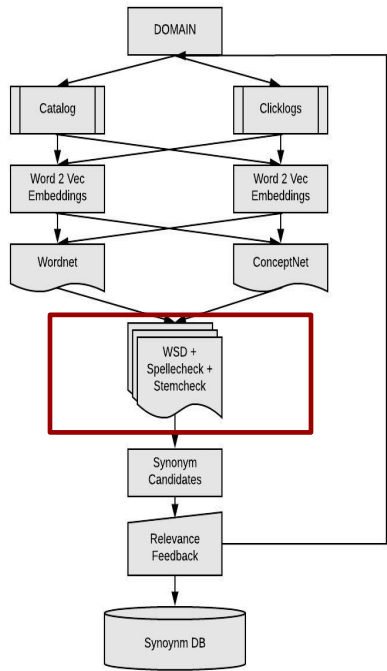 DOMAIN
Catalog
Clicklogs
Word 2 Vec
Embeddings
Word 2 Vec
Embeddings
Wordnet
ConceptNet
WSD +
Spellecheck +
Stemcheck
Synonym
Candidates
Relevance
Feedback
Synoynm DB